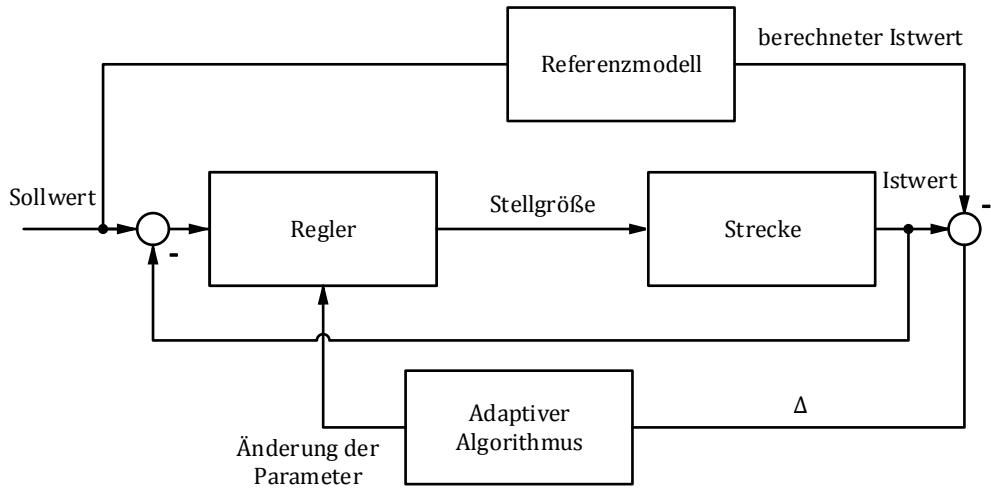 berechneter Istwert
Referenzmodell
Sollwert
Istwert
Regler
Stellgröße
Strecke
-
-
Adaptiver
Algorithmus
Δ
Änderung der
Parameter